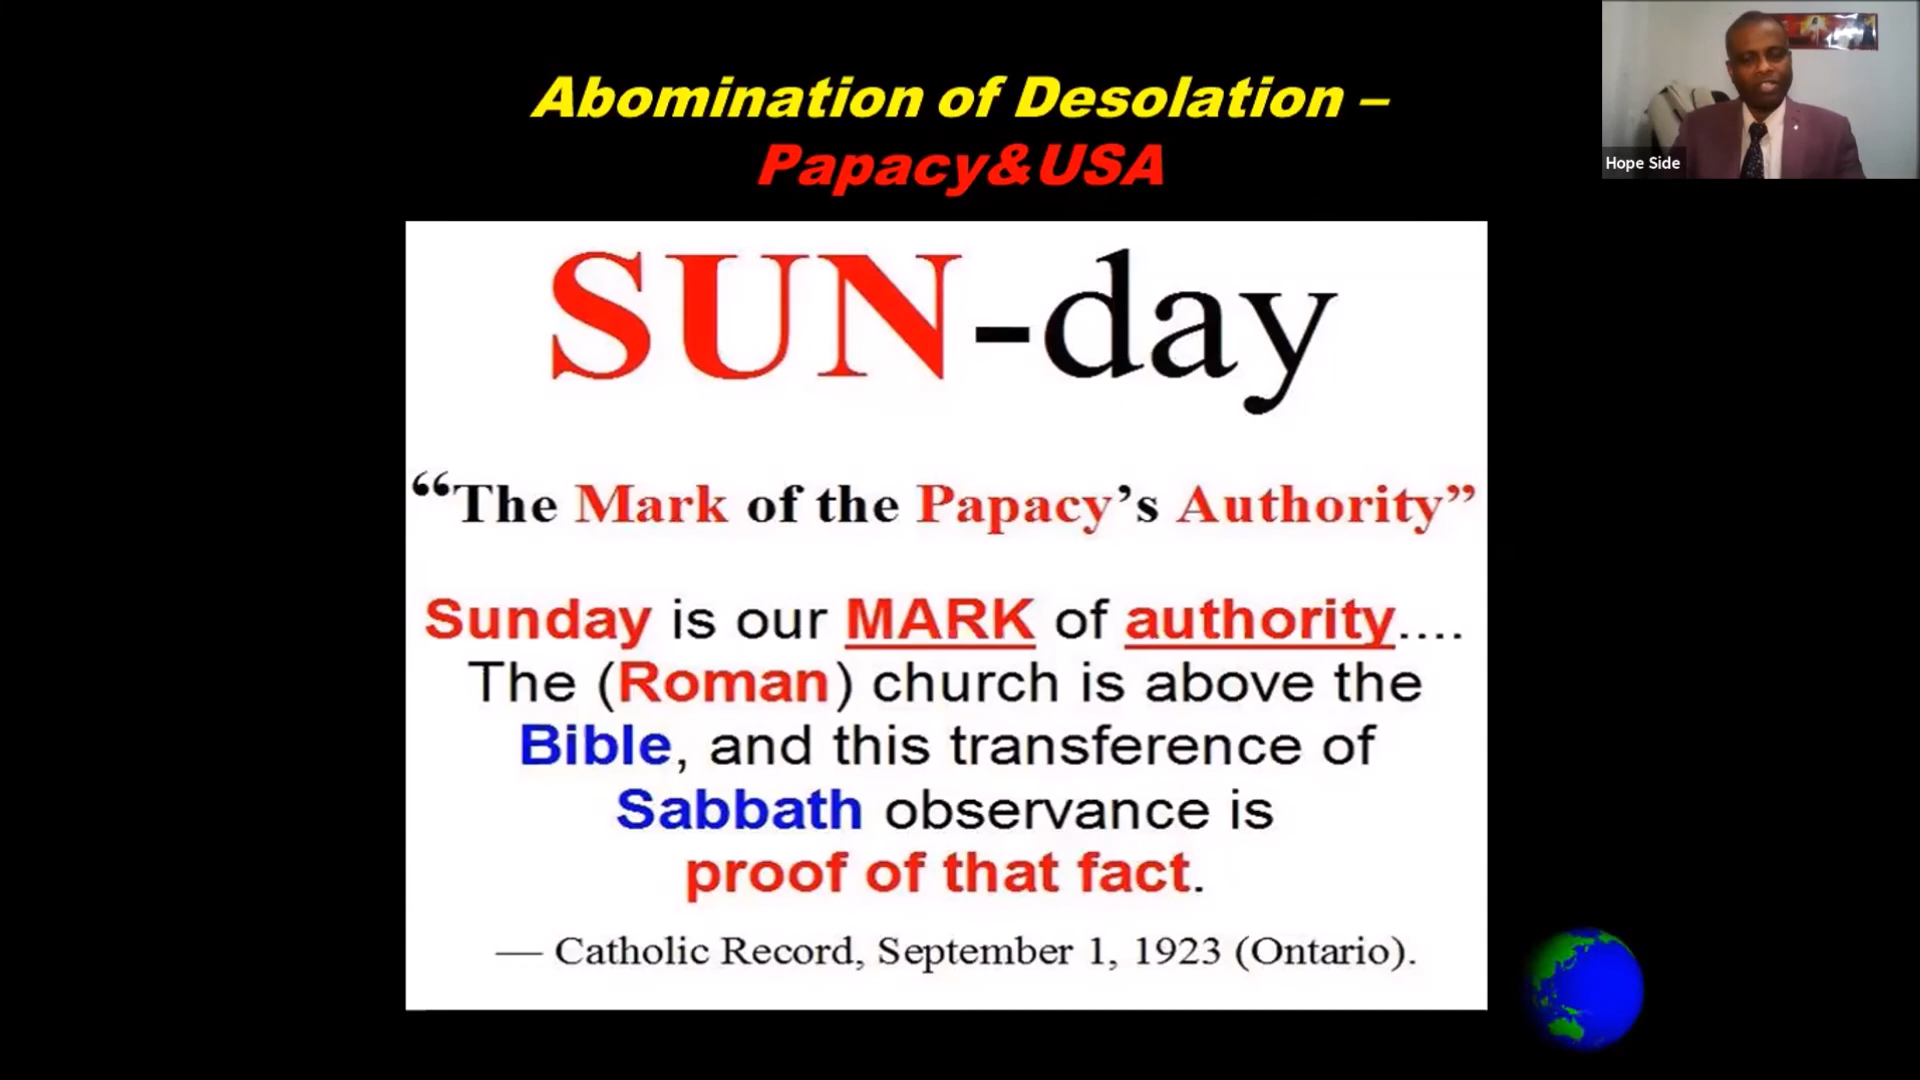 Abomination of Desolation –
Papacy&USA
Hope Side
SUN-day
“The Mark of the Papacy’s Authority”
Sunday is our MARK of authority....
The (Roman) church is above the
Bible, and this transference of
Sabbath observance is
proof of that fact.
— Catholic Record, September 1, 1923 (Ontario).